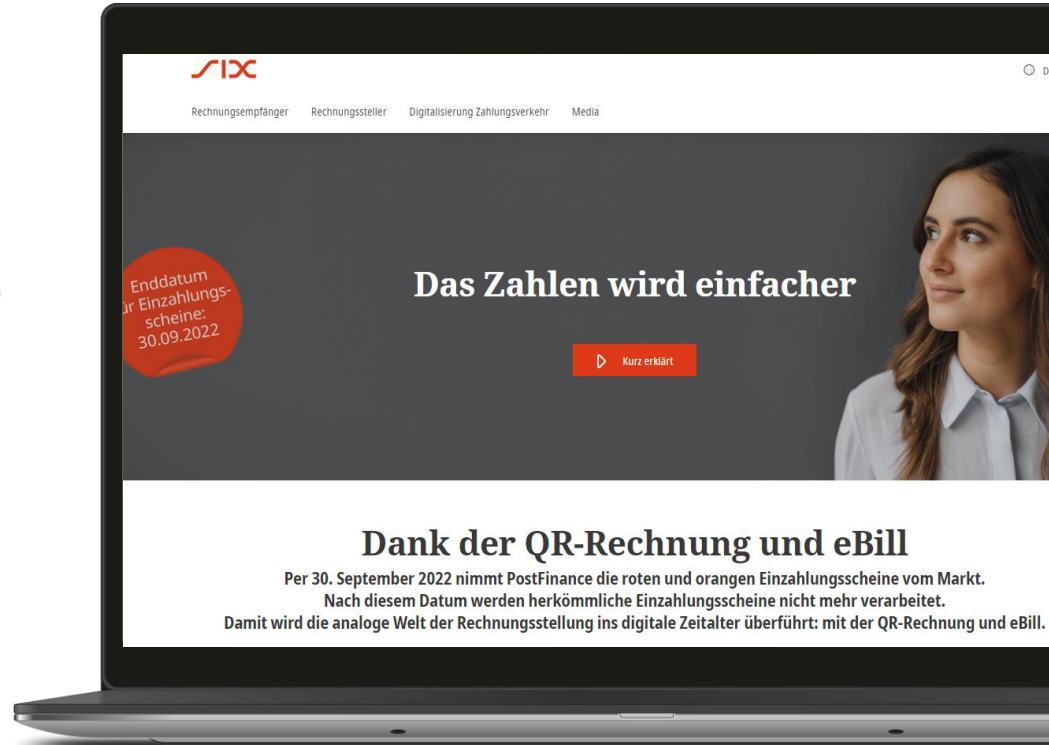 SIX
D
Rechnungsempfänger Rechnungssteller Digitalisierung Zahlungsverkehr Media
Enddatum
ür Einzahlungs-
scheine:
30.09.2022
Das Zahlen wird einfacher
Kurz erklärt
Dank der QR-Rechnung und eBill
Per 30. September 2022 nimmt PostFinance die roten und orangen Einzahlungsscheine vom Markt.
Nach diesem Datum werden herkömmliche Einzahlungsscheine nicht mehr verarbeitet.
Damit wird die analoge Welt der Rechnungsstellung ins digitale Zeitalter überführt: mit der QR-Rechnung und eBill.